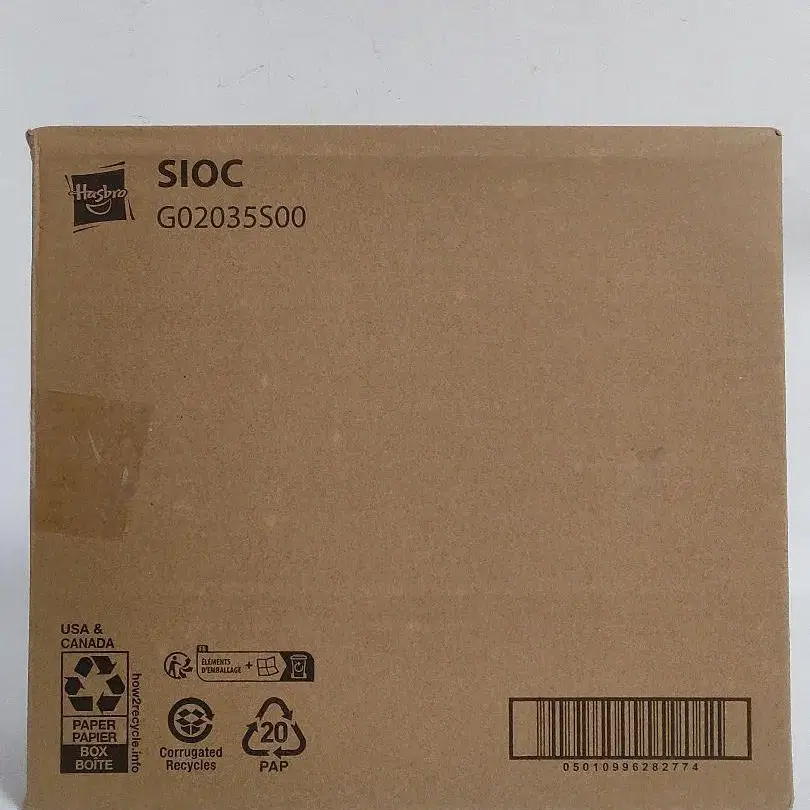 Hasbro
SIOC
G02035S00
USA &
CANADA
PAPER
PAPIER
BOX
BOÎTE
how2recycle.info
FR
ÉLÉMENTS
D'EMBALLAGE
+
Corrugated
Recycles
20
PAP
05010996282774